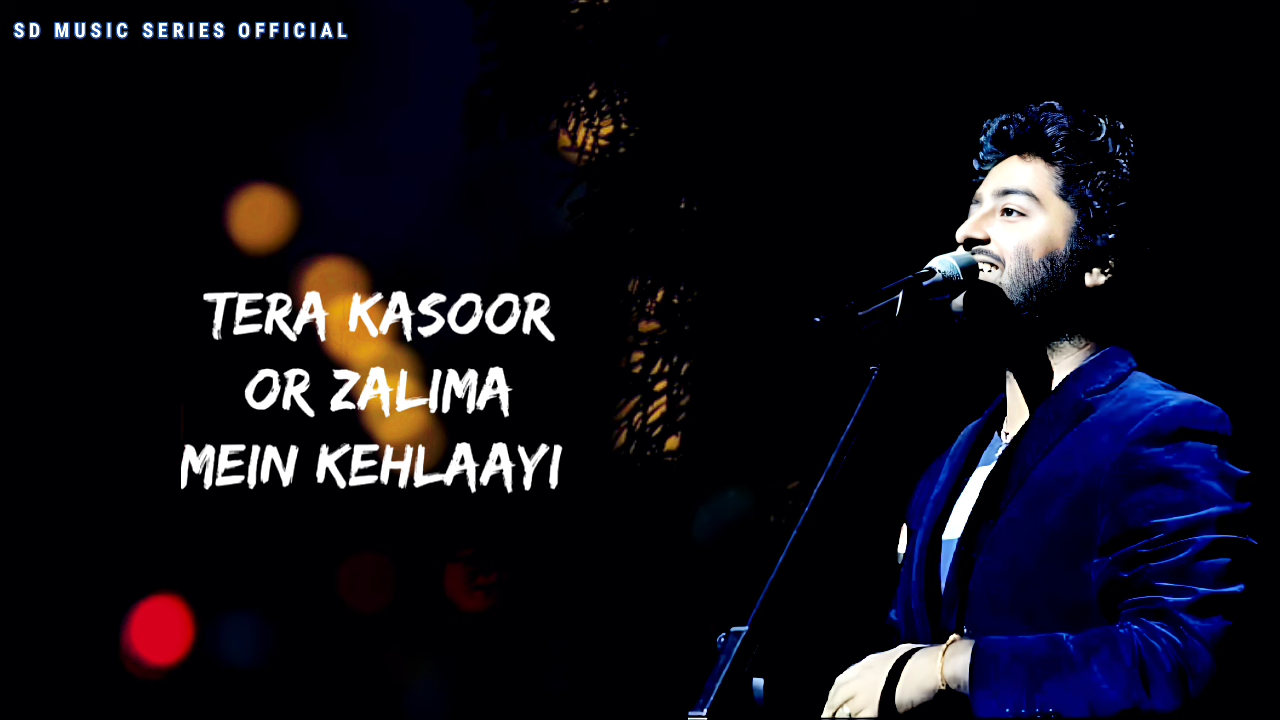 SD MUSIC SERIES OFFICIAL
TERA KASOOR
OR ZALIMA
MEIN KEHLAAYI